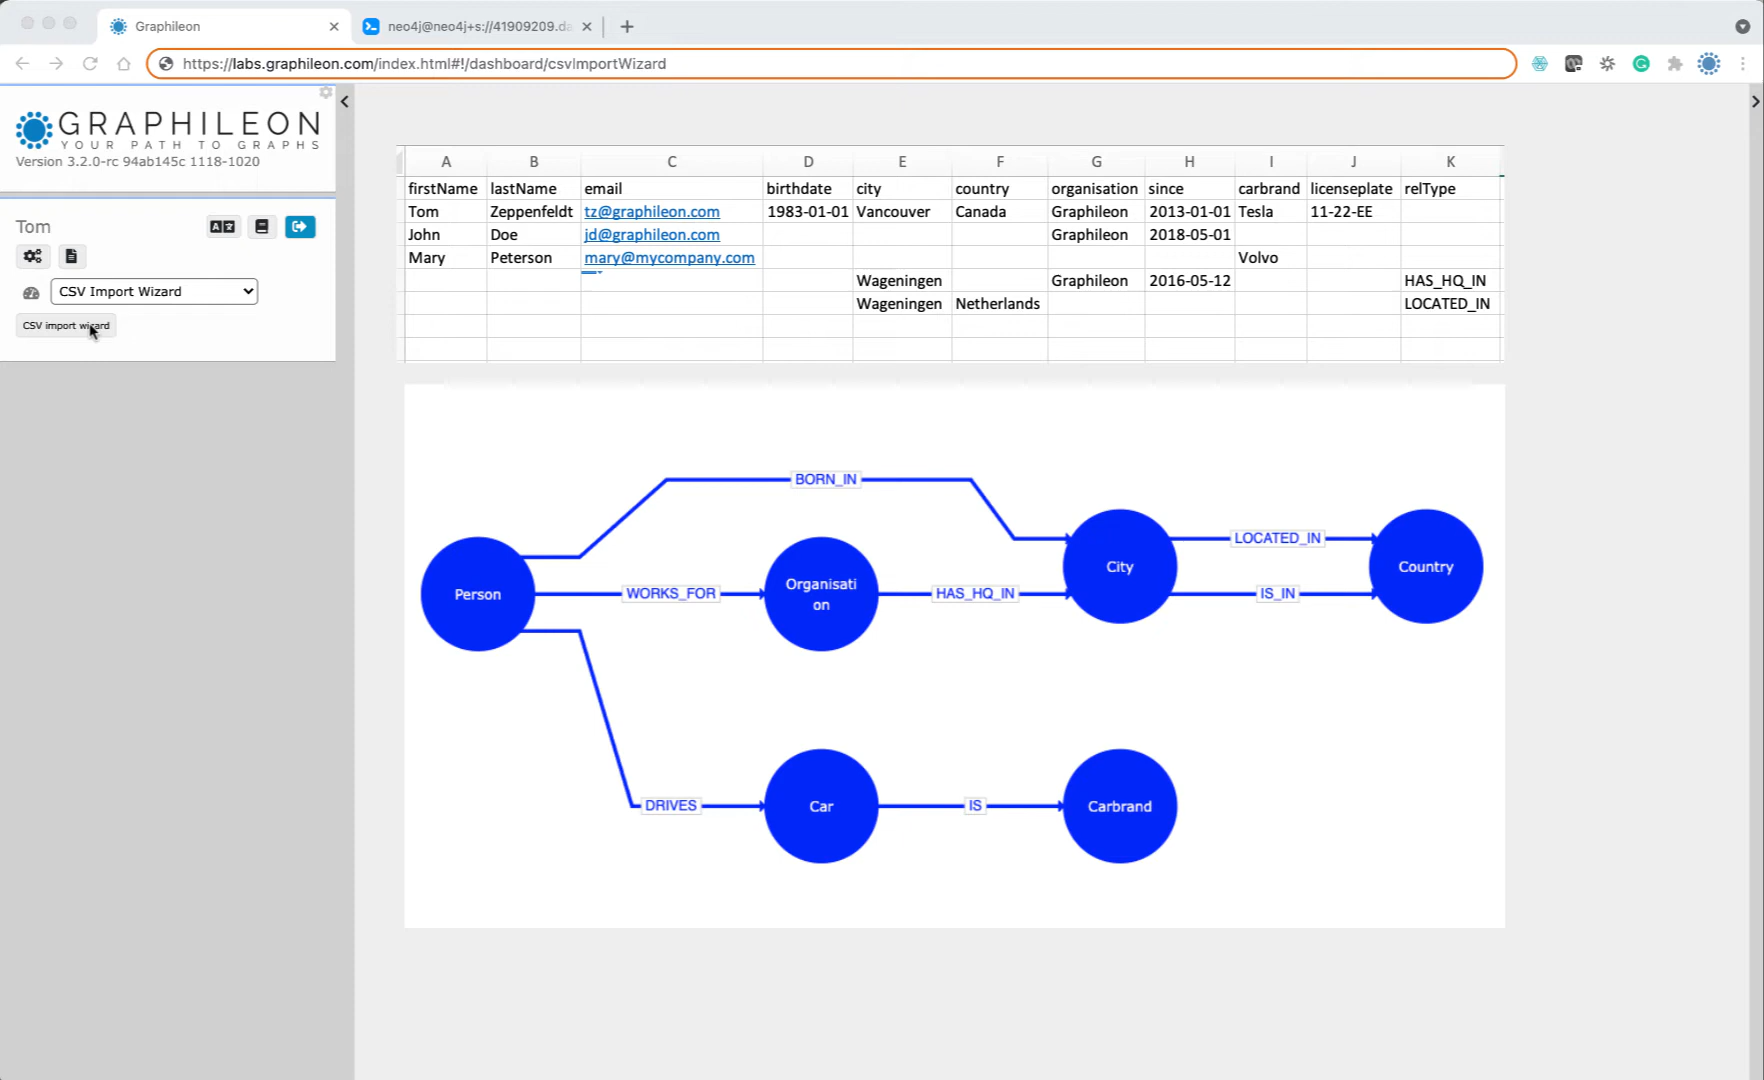 Graphileon
neo4j@neo4j+s://41909209.da
https://labs.graphileon.com/index.html#!/dashboard/csvImportWizard
GRAPHILEON
YOUR PATH TO GRAPHS
Version 3.2.0-rc 94ab145c 1118-1020
Tom
CSV Import Wizard
CSV import wizard
A B C D E F G H I J K
firstName lastName email birthdate city country organisation since carbrand licenseplate relType
Tom Zeppenfeldt tz@graphileon.com 1983-01-01 Vancouver Canada Graphileon 2013-01-01 Tesla 11-22-EE
John Doe jd@graphileon.com Graphileon 2018-05-01
Mary Peterson mary@mycompany.com Volvo
Wageningen Graphileon 2016-05-12 HAS_HQ_IN
Wageningen Netherlands LOCATED_IN
BORN_IN
LOCATED_IN
Person
WORKS_FOR
Organisati
on
HAS_HQ_IN
City
IS_IN
Country
DRIVES
Car
IS
Carbrand